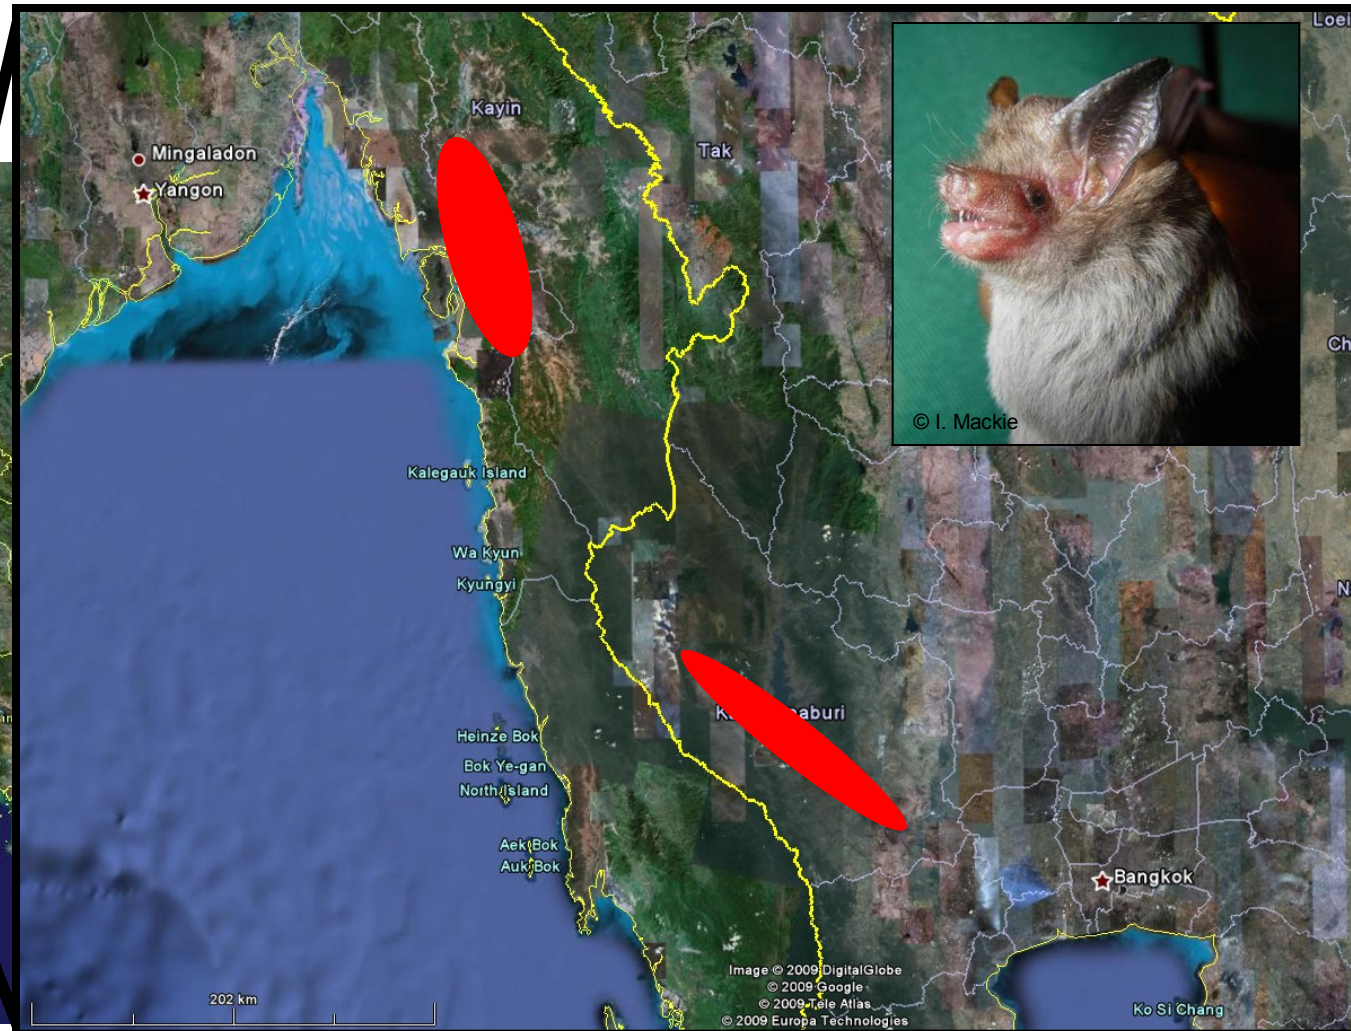 Loei
Kayin
Mingaladon
Tak
Yangon
Ch
© I. Mackie
Kalegauk Island
Wa Kyun
Kyungyi
N
aburi
Heinze Bok
Bok Ye-gan
North Island
Aek Bok
Auk Bok
Bangkok
Image © 2009 DigitalGlobe
© 2009 Google
© 2009 Tele Atlas
© 2009 Europa Technologies
202 km
Ko Si Chang